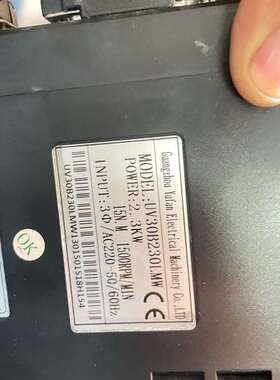 Guangzhou Yufan Electrical Machinery Co.,LTD
MODEL:UV30B230LMW
POWER:2.3KW
15N.M 1500RPM/MIN
INPUT:3Φ/AC220 50/60Hz
CE
UV30B230LMW1301501518H154
OK